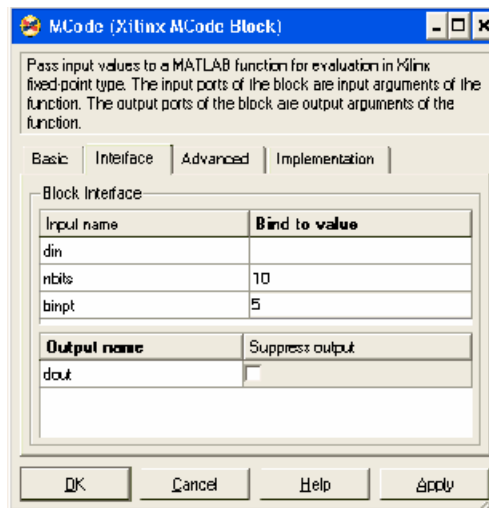 MCode (Xilinx MCode Block)
Pass input values to a MATLAB function for evaluation in Xilinx
fixed-point type. The input ports of the block are input arguments of the
function. The output ports of the block are output arguments of the
function.
Basic Interface Advanced Implementation
Block Interface
Input name Bind to value
din
nbits 10
binpt 5
Output name Suppress output
dout
OK Cancel Help Apply